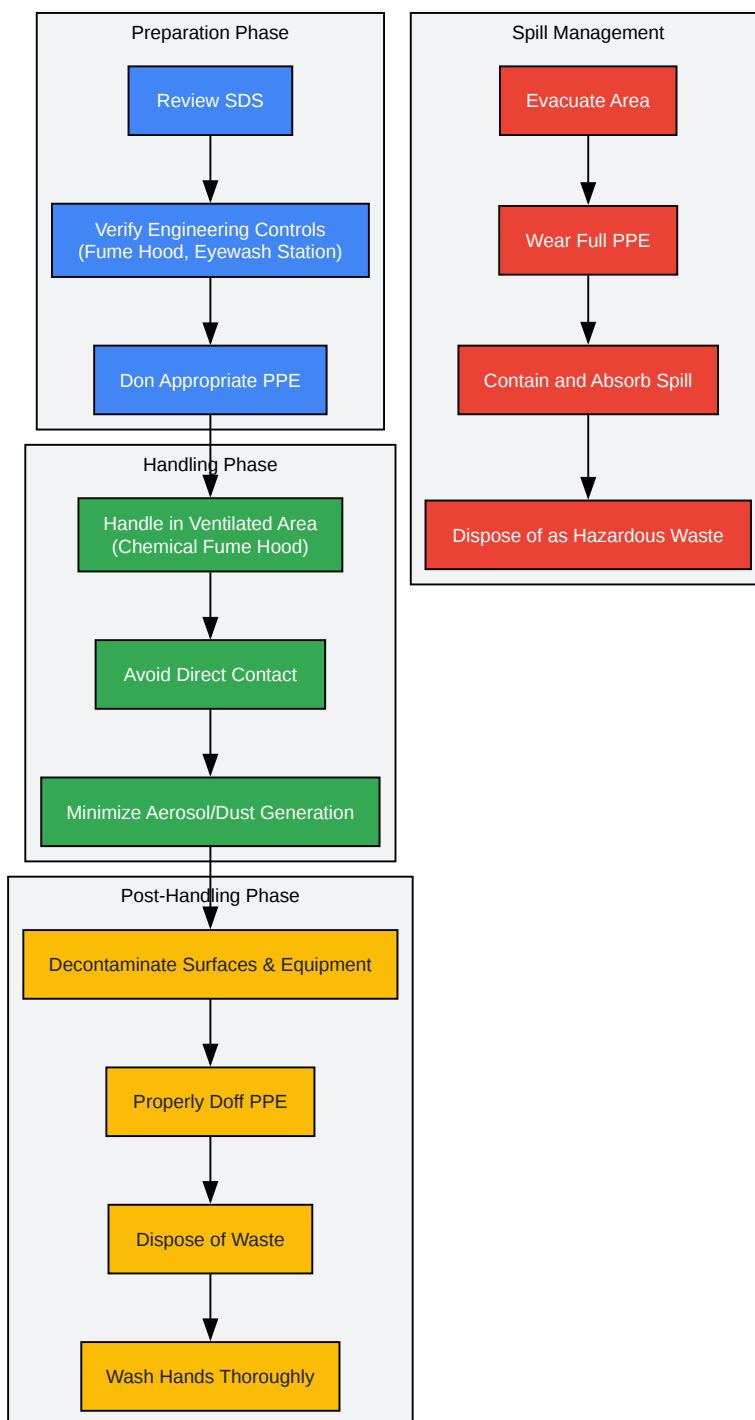 Preparation Phase
Review SDS
Verify Engineering Controls
(Fume Hood, Eyewash Station)
Don Appropriate PPE
Handling Phase
Handle in Ventilated Area
(Chemical Fume Hood)
Avoid Direct Contact
Minimize Aerosol/Dust Generation
Post-Handling Phase
Decontaminate Surfaces & Equipment
Properly Doff PPE
Dispose of Waste
Wash Hands Thoroughly
Spill Management
Evacuate Area
Wear Full PPE
Contain and Absorb Spill
Dispose of as Hazardous Waste